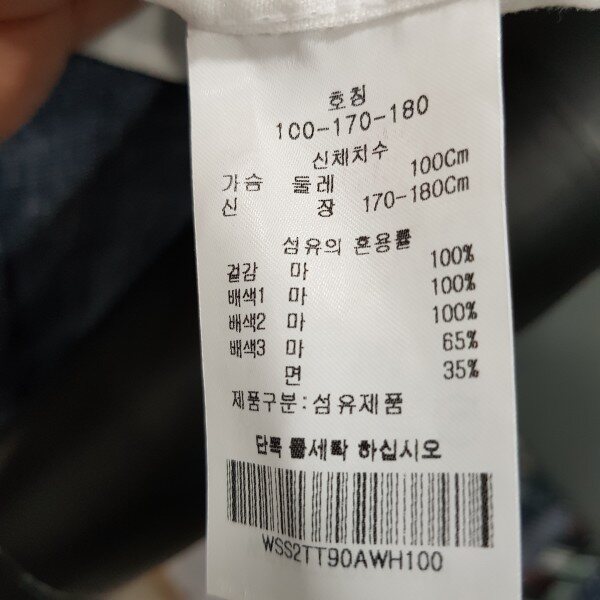 호칭
100-170-180
신체치수
가슴 둘레 100Cm
신 장 170-180Cm
섬유의 혼용률
겉감 마 100%
배색1 마 100%
배색2 마 100%
배색3 마 65%
면 35%
제품구분:섬유제품
단독 물세탁 하십시오
WSS2TT90AWH100